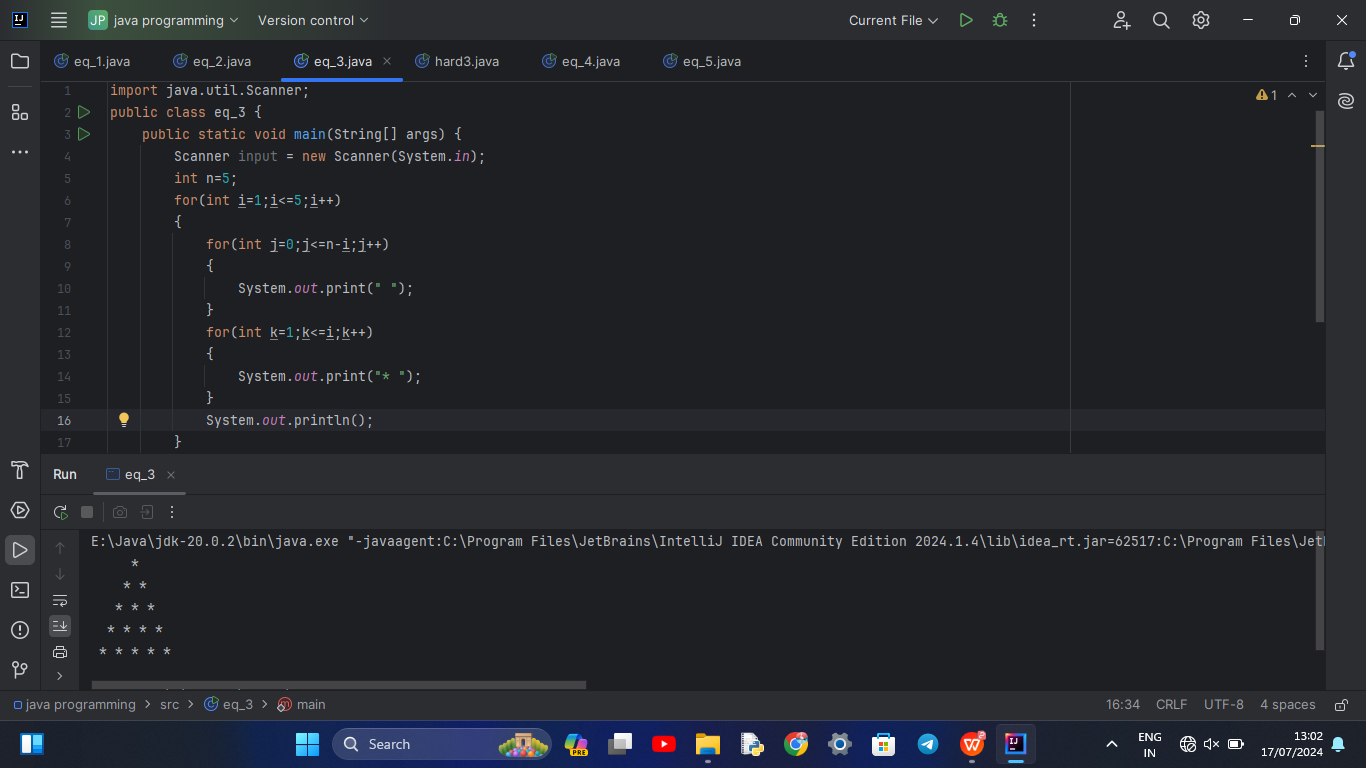 JP java programming Version control Current File
eq_1.java eq_2.java eq_3.java hard3.java eq_4.java eq_5.java
1 import java.util.Scanner;
2 public class eq_3 {
3 public static void main(String[] args) {
4 Scanner input = new Scanner(System.in);
5 int n=5;
6 for(int i=1;i<=5;i++)
7 {
8 for(int j=0;j<=n-i;j++)
9 {
10 System.out.print(" ");
11 }
12 for(int k=1;k<=i;k++)
13 {
14 System.out.print("* ");
15 }
16 System.out.println();
17 }
1
Run eq_3
E:\Java\jdk-20.0.2\bin\java.exe "-javaagent:C:\Program Files\JetBrains\IntelliJ IDEA Community Edition 2024.1.4\lib\idea_rt.jar=62517:C:\Program Files\Jet
*
* *
* * *
* * * *
* * * * *
java programming > src > eq_3 > main 16:34 CRLF UTF-8 4 spaces
Search PRE ENG 13:02
IN 17/07/2024